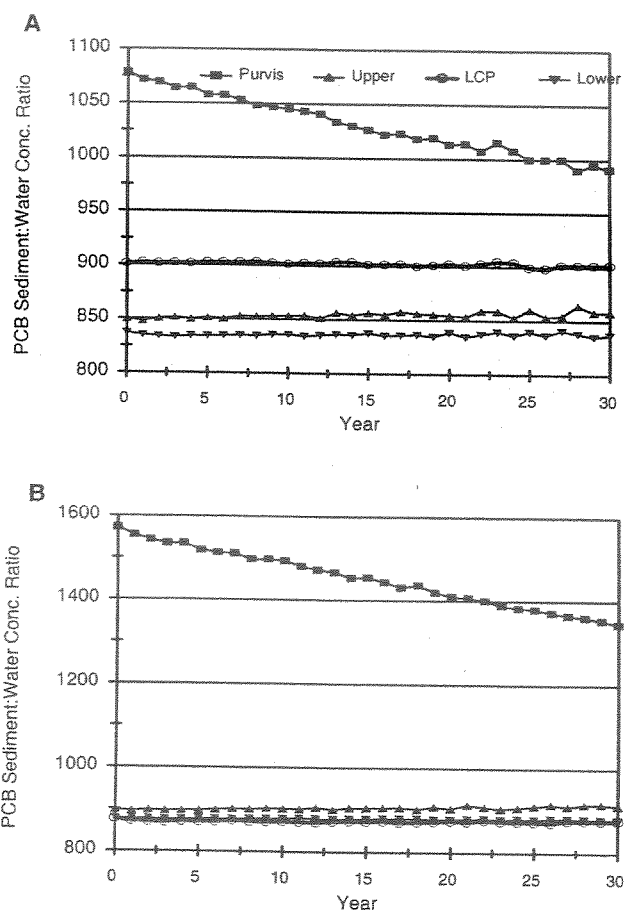 A
PCB Sediment:Water Conc. Ratio
1100
1050
1000
950
900
850
800
Purvis Upper LCP Lower
0 5 10 15 20 25 30
Year
B
PCB Sediment:Water Conc. Ratio
1600
1400
1200
1000
800
0 5 10 15 20 25 30
Year